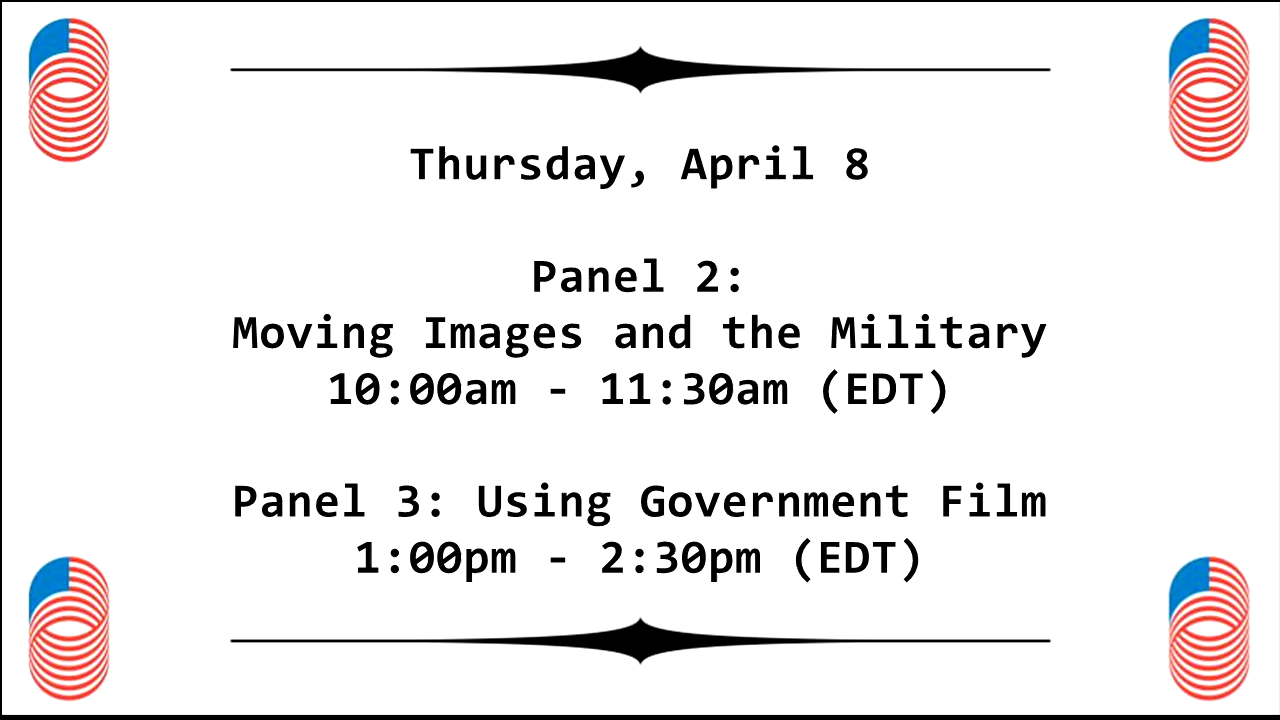 Thursday, April 8
Panel 2:
Moving Images and the Military
10:00am - 11:30am (EDT)
Panel 3: Using Government Film
1:00pm - 2:30pm (EDT)